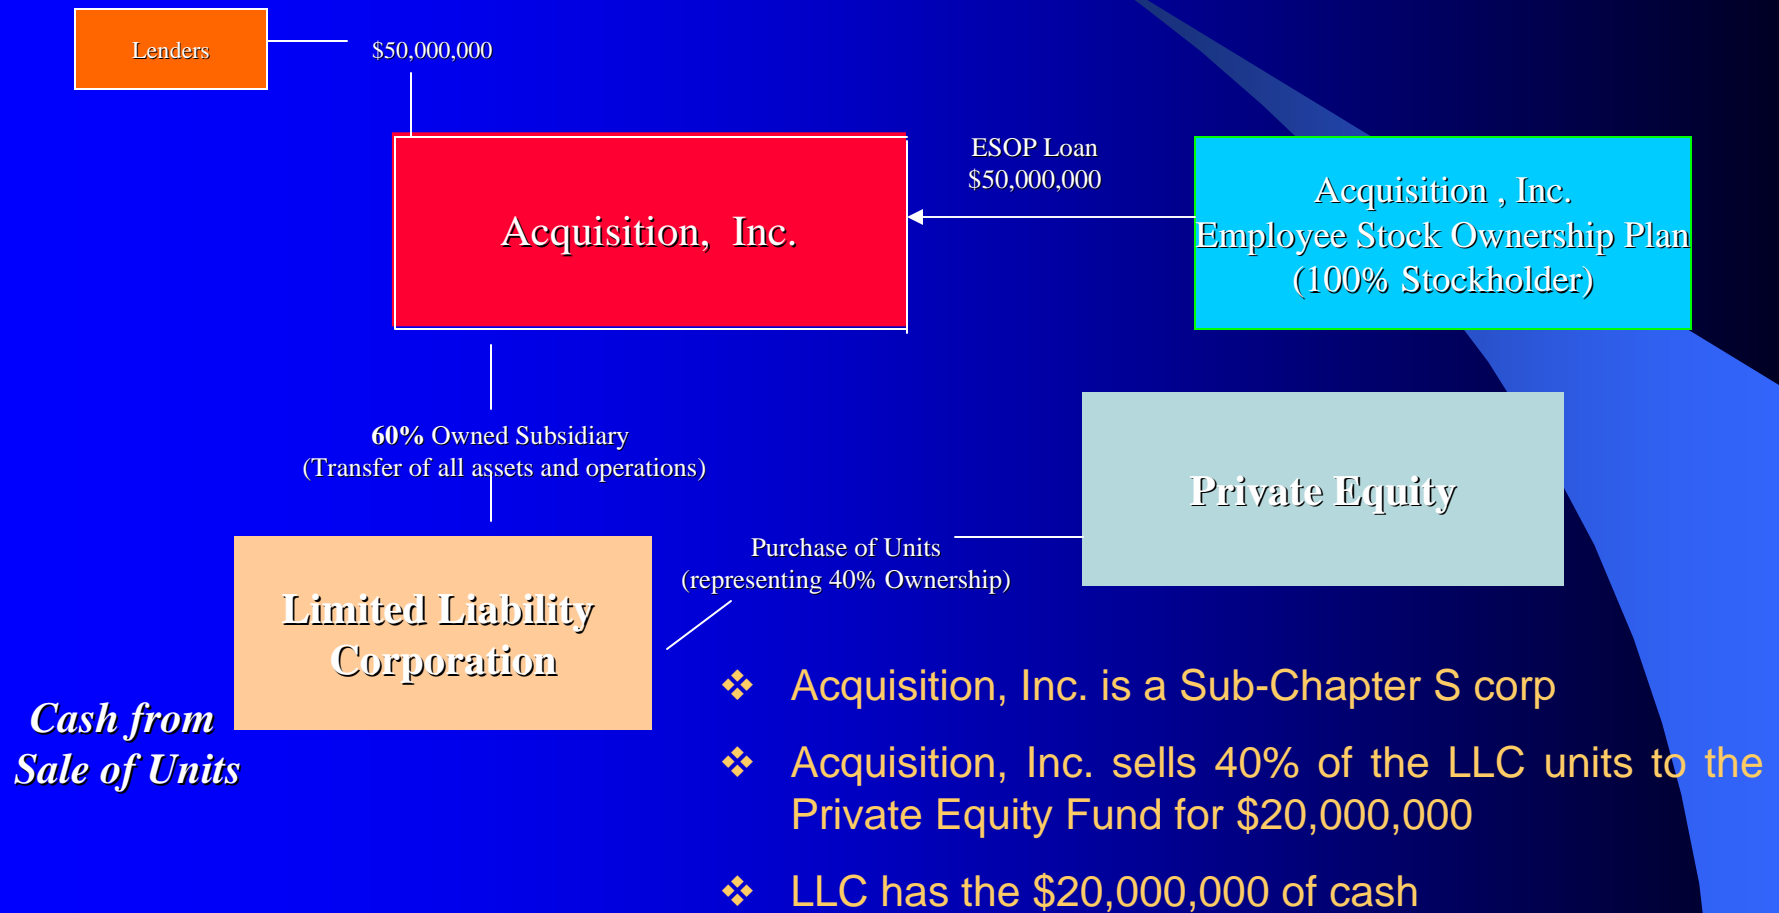 Lenders
$50,000,000
ESOP Loan
$50,000,000
Acquisition, Inc.
Acquisition , Inc.
Employee Stock Ownership Plan
(100% Stockholder)
60% Owned Subsidiary
(Transfer of all assets and operations)
Private Equity
Purchase of Units
(representing 40% Ownership)
Limited Liability
Corporation
Cash from
Sale of Units
❖ Acquisition, Inc. is a Sub-Chapter S corp
❖ Acquisition, Inc. sells 40% of the LLC units to the
Private Equity Fund for $20,000,000
❖ LLC has the $20,000,000 of cash